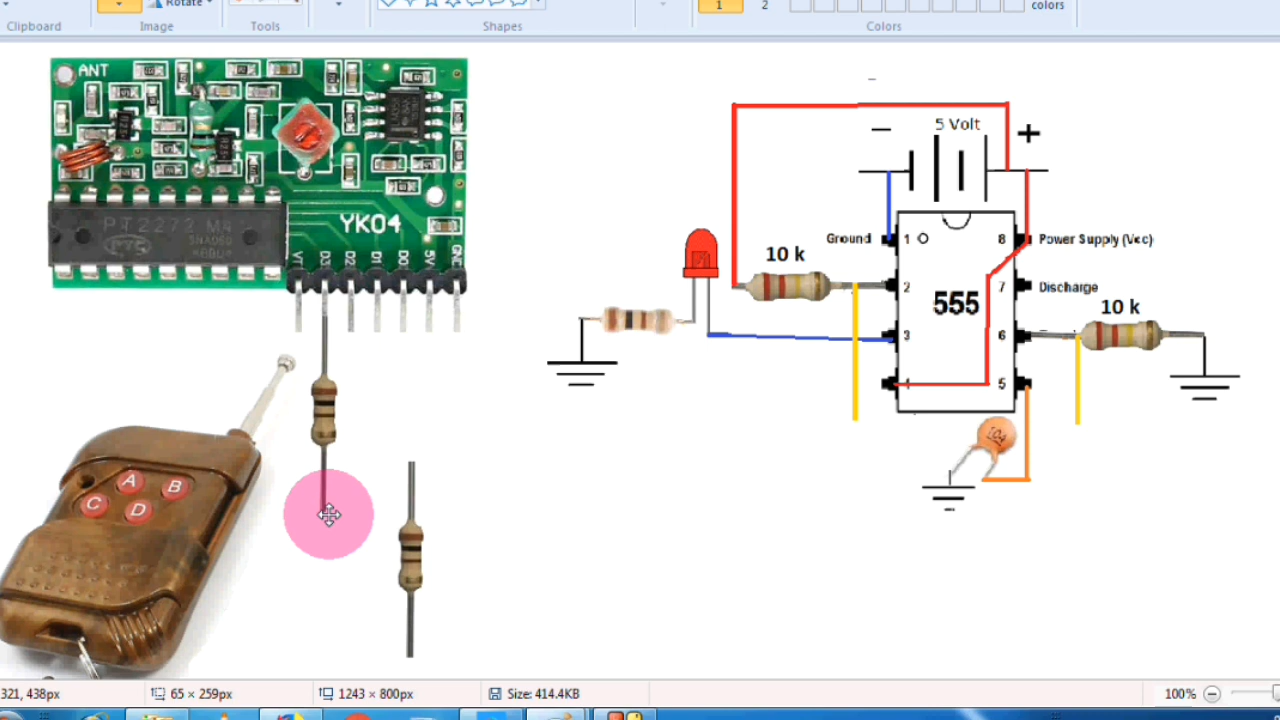 Rotate
Clipboard
Image
Tools
Shapes
1
2
colors
Colors
ANT
PT2272 M4
YK04
VT
D3
D2
D1
D0
5V
GND
A
B
C
D
5 Volt
+
Ground
1
8
Power Supply (Vcc)
10 k
2
555
7
Discharge
10 k
3
6
4
5
104
321, 438px
65 × 259px
1243 × 800px
Size: 414.4KB
100%